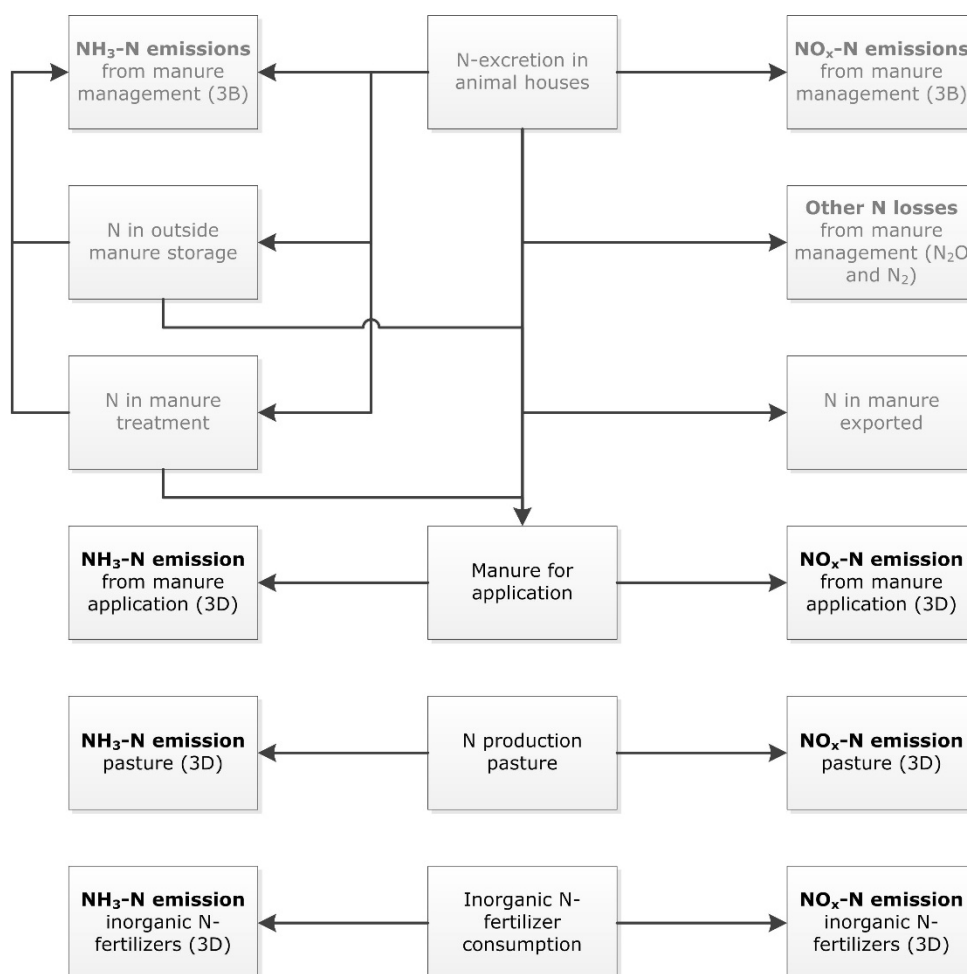 NH₃-N emissions
from manure
management (3B)
N-excretion in
animal houses
NOₓ-N emissions
from manure
management (3B)
N in outside
manure storage
Other N losses
from manure
management (N₂O
and N₂)
N in manure
treatment
N in manure
exported
NH₃-N emission
from manure
application (3D)
Manure for
application
NOₓ-N emission
from manure
application (3D)
NH₃-N emission
pasture (3D)
N production
pasture
NOₓ-N emission
pasture (3D)
NH₃-N emission
inorganic N-
fertilizers (3D)
Inorganic N-
fertilizer
consumption
NOₓ-N emission
inorganic N-
fertilizers (3D)